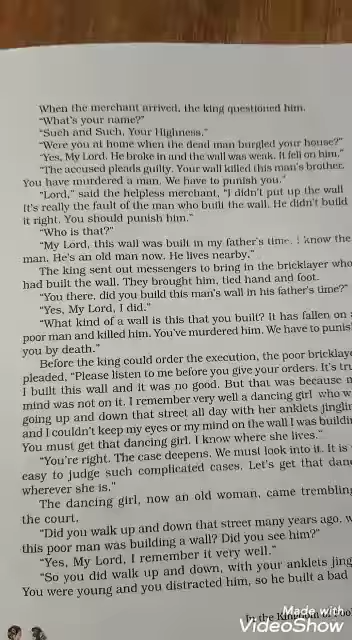 When the merchant arrived, the king questioned him.
"What's your name?"
"Such and Such, Your Highness."
"Were you at home when the dead man burgled your house?"
"Yes, My Lord. He broke in and the wall was weak. It fell on him."
"The accused pleads guilty. Your wall killed this man's brother.
You have murdered a man. We have to punish you."
"Lord," said the helpless merchant, "I didn't put up the wall
It's really the fault of the man who built the wall. He didn't build
it right. You should punish him."
"Who is that?"
"My Lord, this wall was built in my father's time. I know the
man. He's an old man now. He lives nearby."
The king sent out messengers to bring in the bricklayer who
had built the wall. They brought him, tied hand and foot.
"You there, did you build this man's wall in his father's time?"
"Yes, My Lord, I did."
"What kind of a wall is this that you built? It has fallen on
poor man and killed him. You've murdered him. We have to punis
you by death."
Before the king could order the execution, the poor bricklaye
pleaded, "Please listen to me before you give your orders. It's tru
I built this wall and it was no good. But that was because
mind was not on it. I remember very well a dancing girl who w
going up and down that street all day with her anklets jinglin
and I couldn't keep my eyes or my mind on the wall I was buildi
You must get that dancing girl. I know where she lives."
"You're right. The case deepens. We must look into it. It is
easy to judge such complicated cases. Let's get that danc
wherever she is."
The dancing girl, now an old woman, came trembling
the court.
"Did you walk up and down that street many years ago, w
this poor man was building a wall? Did you see him?"
"Yes, My Lord, I remember it very well."
"So you did walk up and down, with your anklets jing
You were young and you distracted him, so he built a bad
In the Kingdom of
Made with
VideoShow